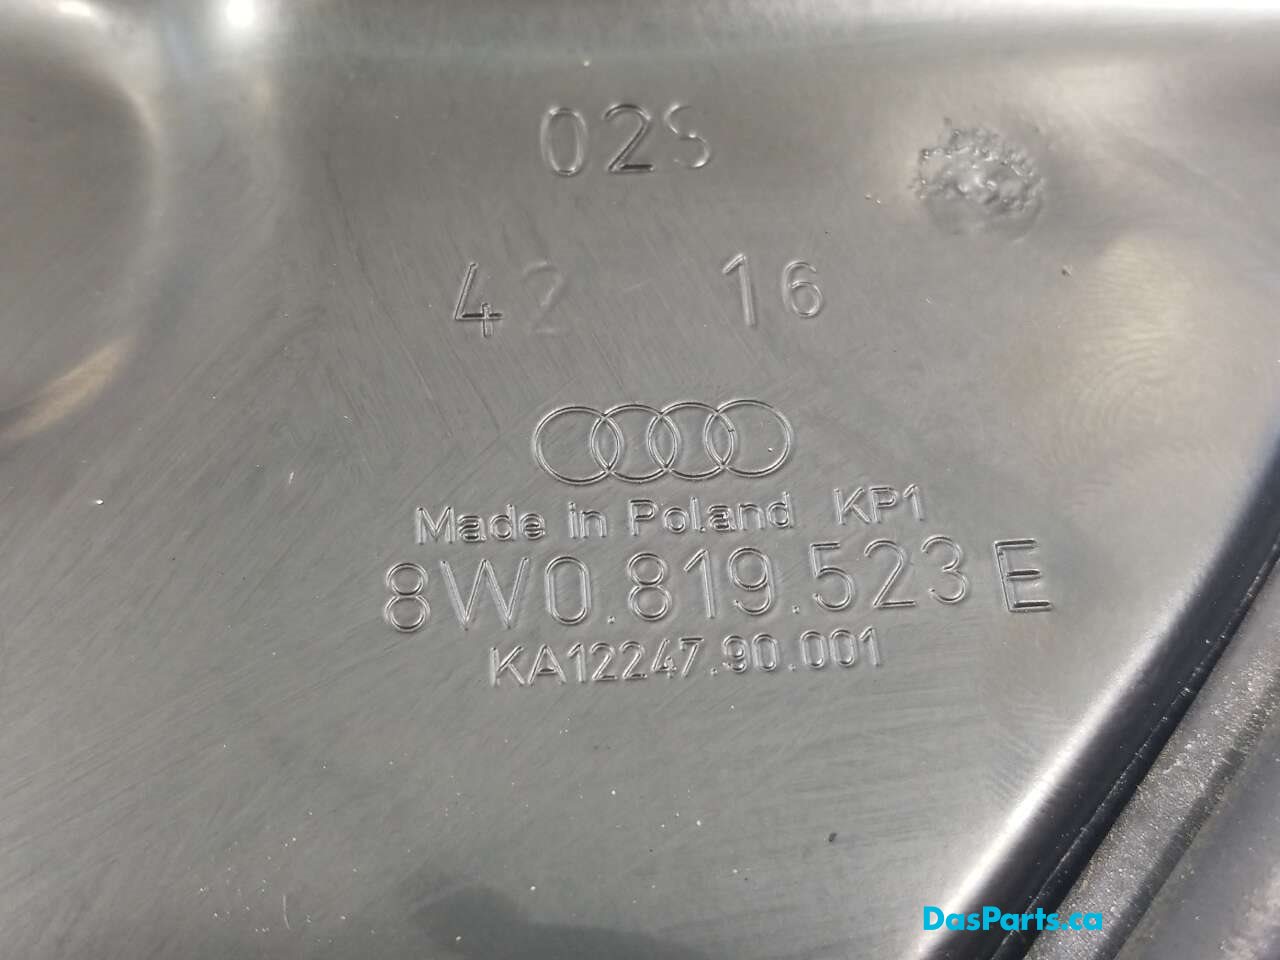 02S
42 16
Made in Poland KP1
8W0.819.523 E
KA12247.90.001
DasParts.ca